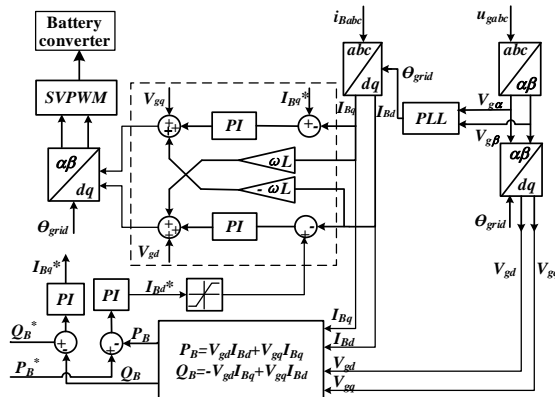 Battery
converter
SVPWM
αβ
dq
Θgrid
Vgq
IBq*
PI
ωL
- ωL
PI
Vgd
iBabc
abc
dq
Θgrid
IBq
IBd
PLL
ugabc
abc
αβ
Vgα
Vgβ
αβ
dq
Θgrid
Vgd
Vg
IBq*
PI
PI
IBd*
QB*
PB*
PB
QB
PB=VgdIBd+VgqIBq
QB=-VgdIBq+VgqIBd
IBq
IBd
Vgd
Vgq